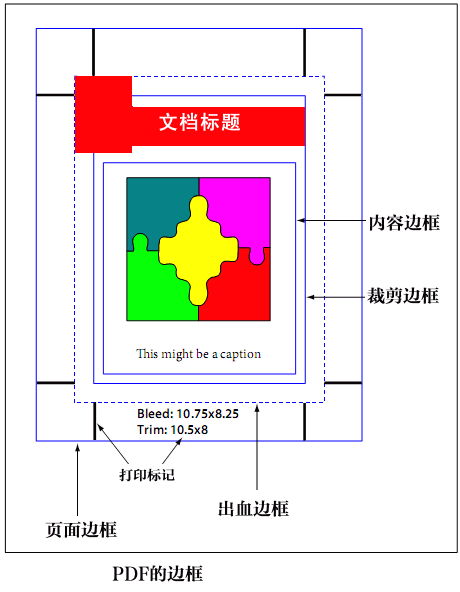 文档标题
内容边框
裁剪边框
This might be a caption
Bleed: 10.75x8.25
Trim: 10.5x8
打印标记
出血边框
页面边框
PDF的边框